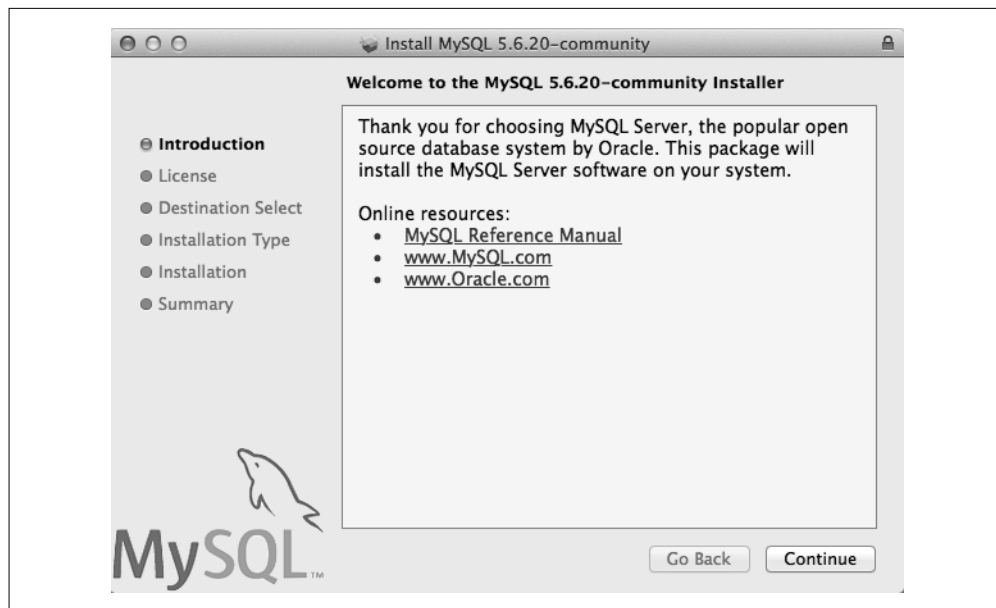 Install MySQL 5.6.20-community
Welcome to the MySQL 5.6.20-community Installer
Introduction
License
Destination Select
Installation Type
Installation
Summary
Thank you for choosing MySQL Server, the popular open
source database system by Oracle. This package will
install the MySQL Server software on your system.
Online resources:
• MySQL Reference Manual
• www.MySQL.com
• www.Oracle.com
MySQL™
Go Back
Continue